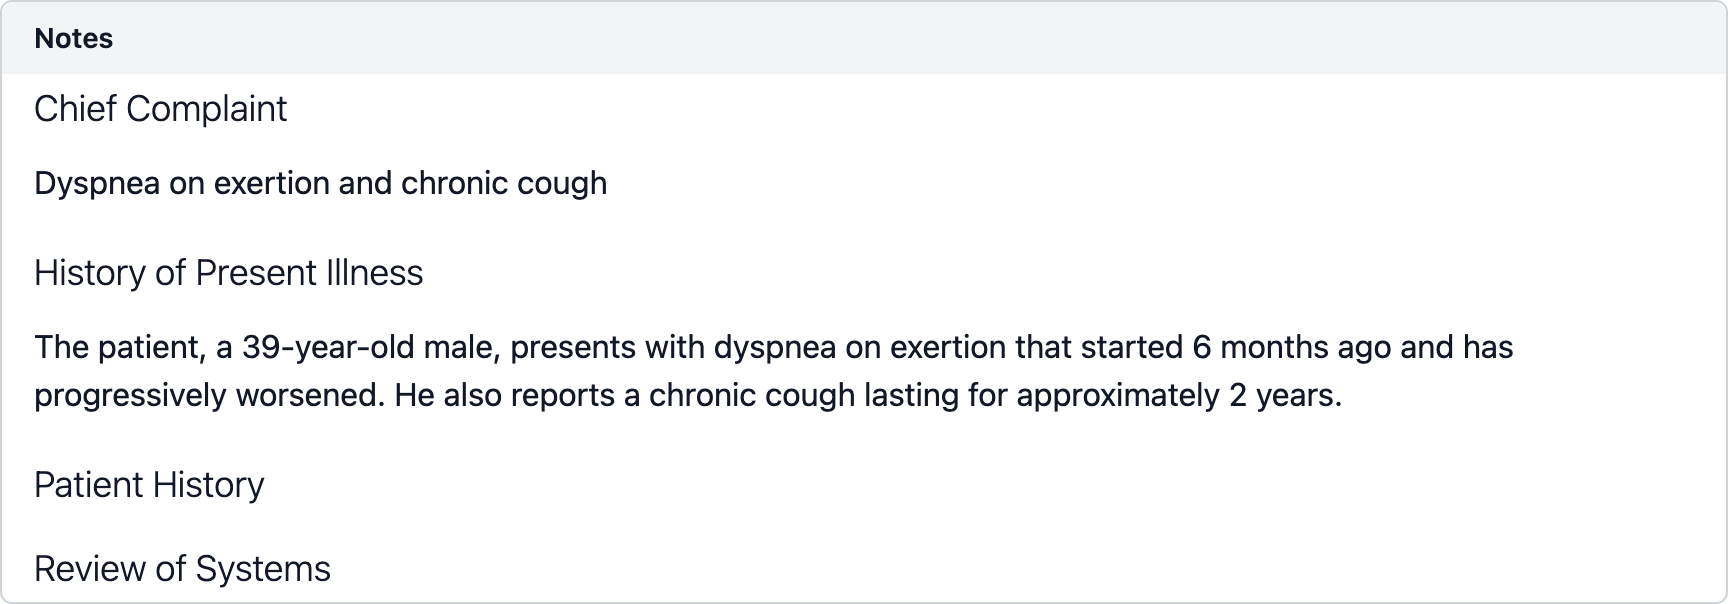 Notes
Chief Complaint
Dyspnea on exertion and chronic cough
History of Present Illness
The patient, a 39-year-old male, presents with dyspnea on exertion that started 6 months ago and has
progressively worsened. He also reports a chronic cough lasting for approximately 2 years.
Patient History
Review of Systems